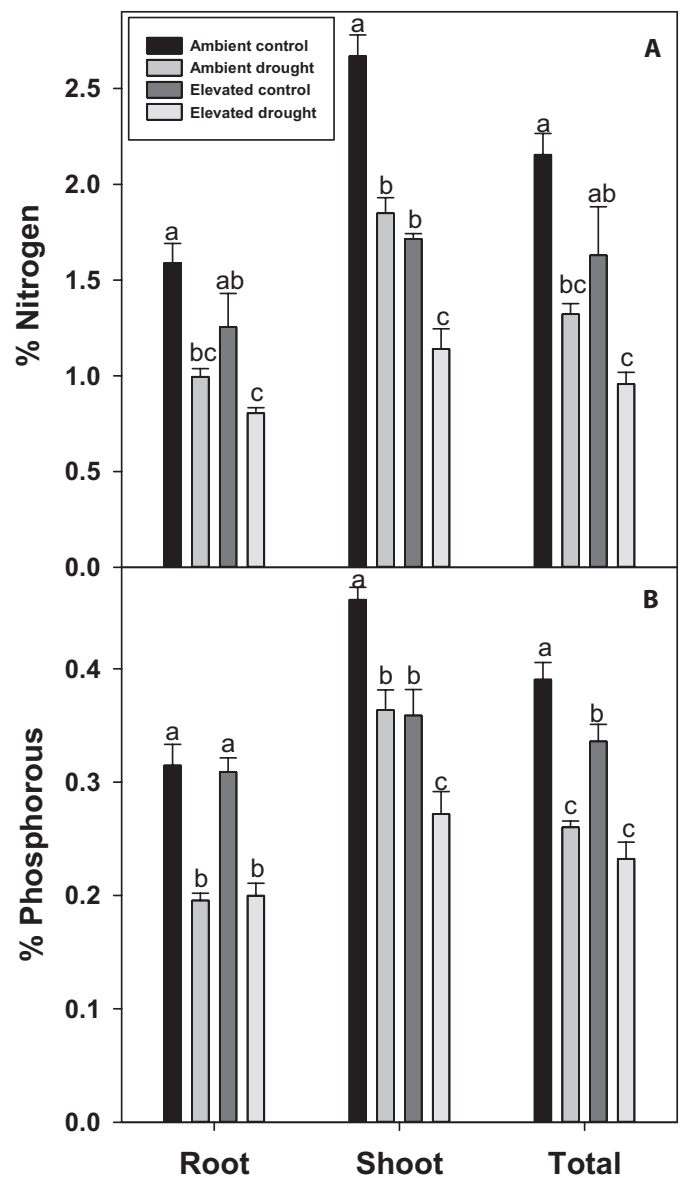 Ambient control
Ambient drought
Elevated control
Elevated drought
A
% Nitrogen
2.5
2.0
1.5
1.0
0.5
0.0
a
bc
ab
c
a
b
b
c
a
bc
ab
c
B
% Phosphorous
0.4
0.3
0.2
0.1
0.0
a
b
a
b
a
b
b
c
a
c
b
c
Root Shoot Total